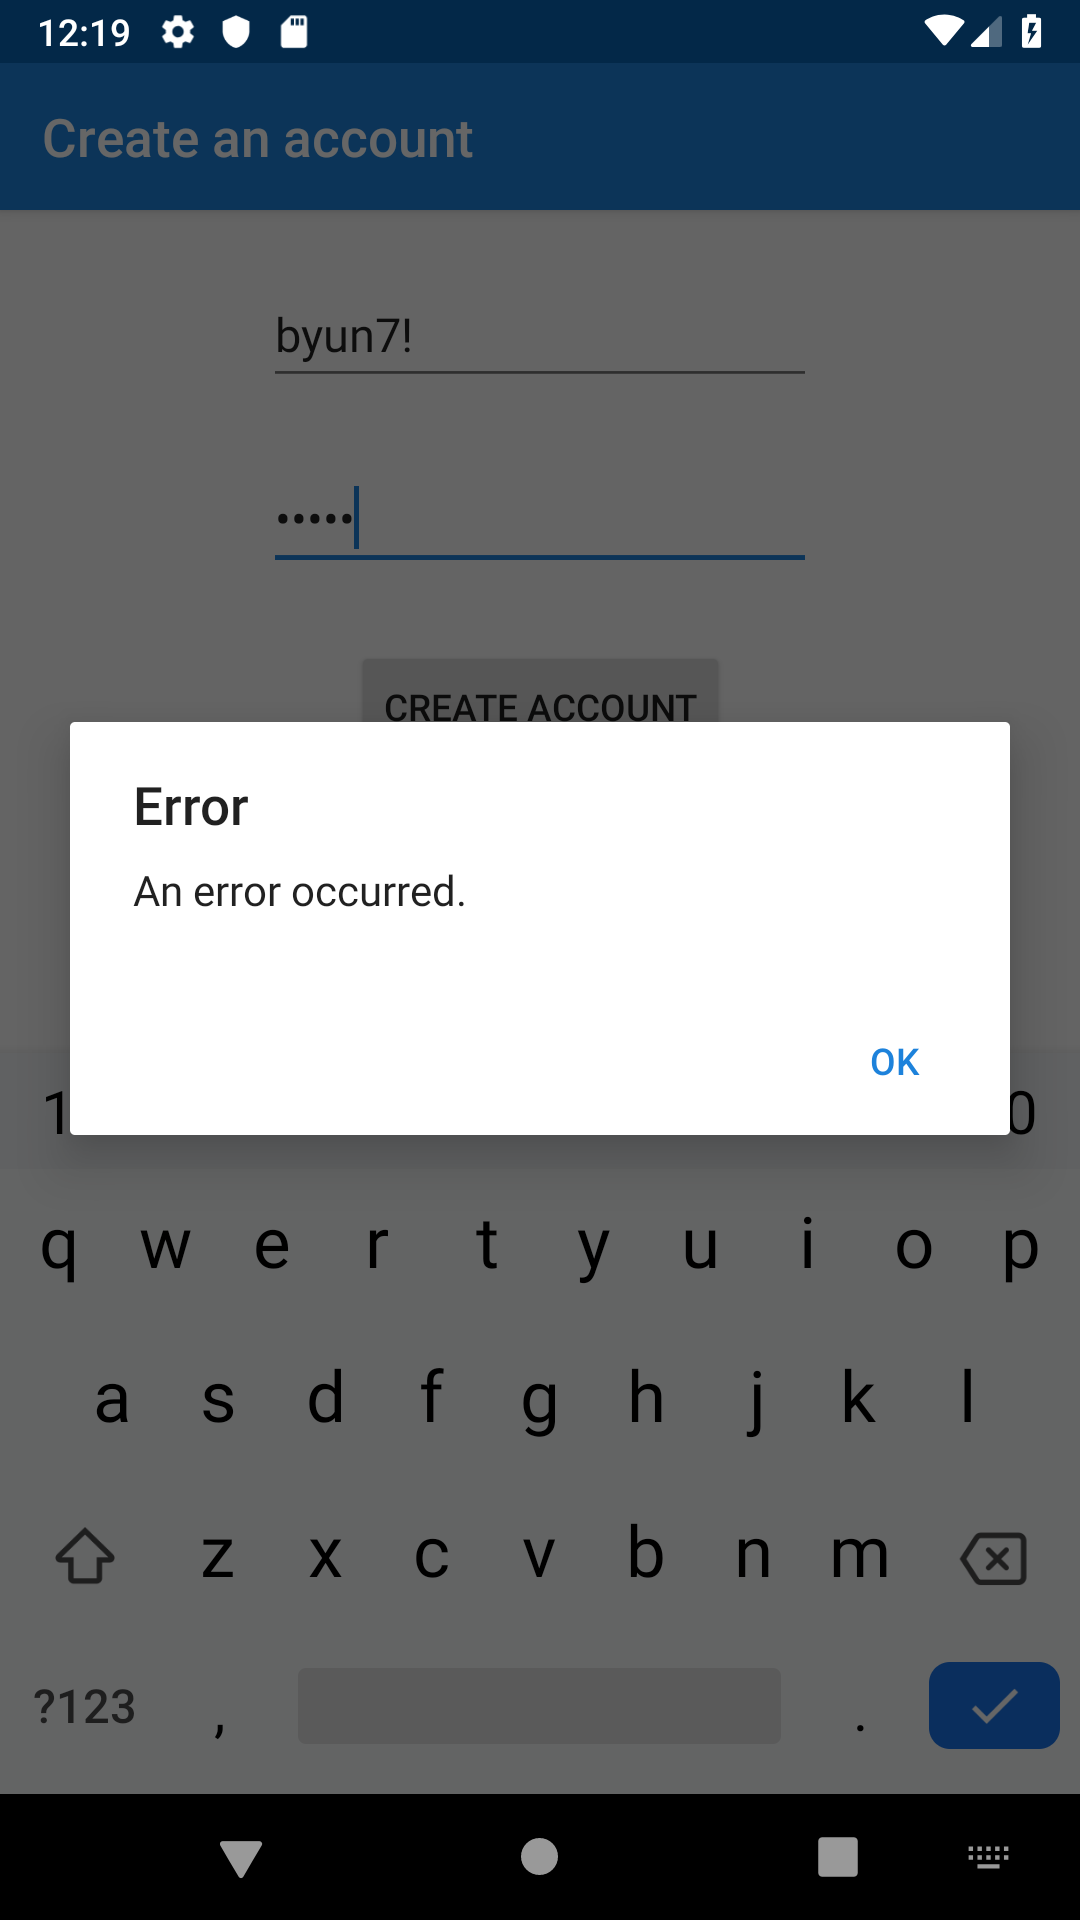 12:19
Create an account
byun7!
•••••
CREATE ACCOUNT
Error
An error occurred.
OK
1 0
q w e r t y u i o p
a s d f g h j k l
z x c v b n m
?123 , .